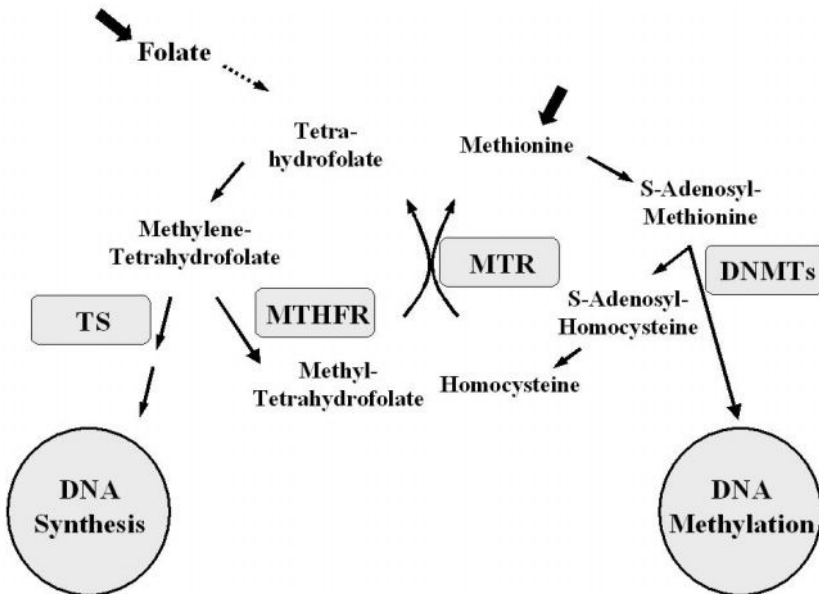 Folate
Tetra-
hydrofolate
Methionine
S-Adenosyl-
Methionine
Methylene-
Tetrahydrofolate
MTR
DNMTs
TS
MTHFR
S-Adenosyl-
Homocysteine
Methyl-
Tetrahydrofolate
Homocysteine
DNA
Synthesis
DNA
Methylation